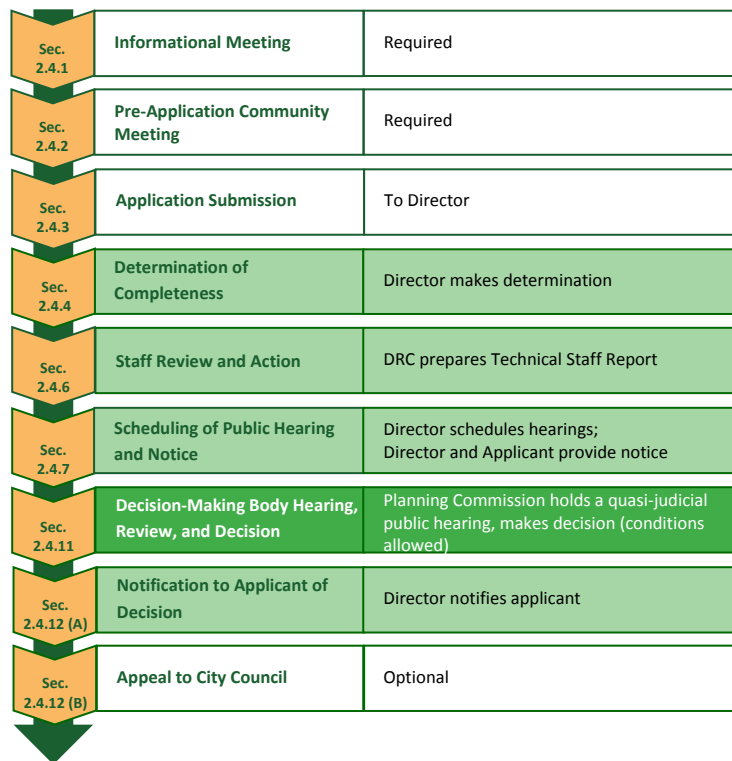 Sec.
2.4.1
Informational Meeting
Required
Sec.
2.4.2
Pre-Application Community
Meeting
Required
Sec.
2.4.3
Application Submission
To Director
Sec.
2.4.4
Determination of
Completeness
Director makes determination
Sec.
2.4.6
Staff Review and Action
DRC prepares Technical Staff Report
Sec.
2.4.7
Scheduling of Public Hearing
and Notice
Director schedules hearings;
Director and Applicant provide notice
Sec.
2.4.11
Decision-Making Body Hearing,
Review, and Decision
Planning Commission holds a quasi-judicial
public hearing, makes decision (conditions
allowed)
Sec.
2.4.12 (A)
Notification to Applicant of
Decision
Director notifies applicant
Sec.
2.4.12 (B)
Appeal to City Council
Optional